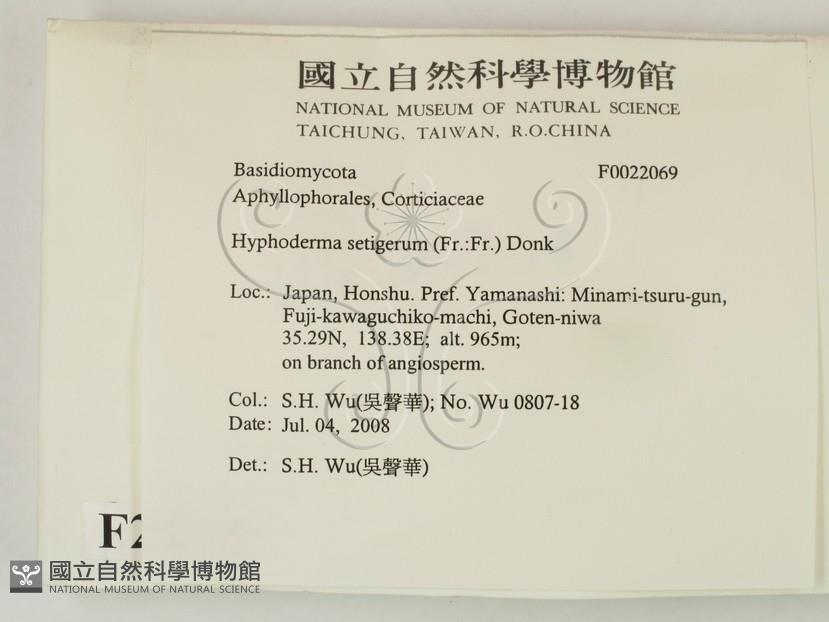 國立自然科學博物館
NATIONAL MUSEUM OF NATURAL SCIENCE
TAICHUNG, TAIWAN, R.O.CHINA
Basidiomycota F0022069
Aphyllophorales, Corticiaceae
Hyphoderma setigerum (Fr.:Fr.) Donk
Loc.: Japan, Honshu. Pref. Yamanashi: Minami-tsuru-gun,
Fuji-kawaguchiko-machi, Goten-niwa
35.29N, 138.38E; alt. 965m;
on branch of angiosperm.
Col.: S.H. Wu(吳聲華); No. Wu 0807-18
Date: Jul. 04, 2008
Det.: S.H. Wu(吳聲華)
F2
國立自然科學博物館
NATIONAL MUSEUM OF NATURAL SCIENCE